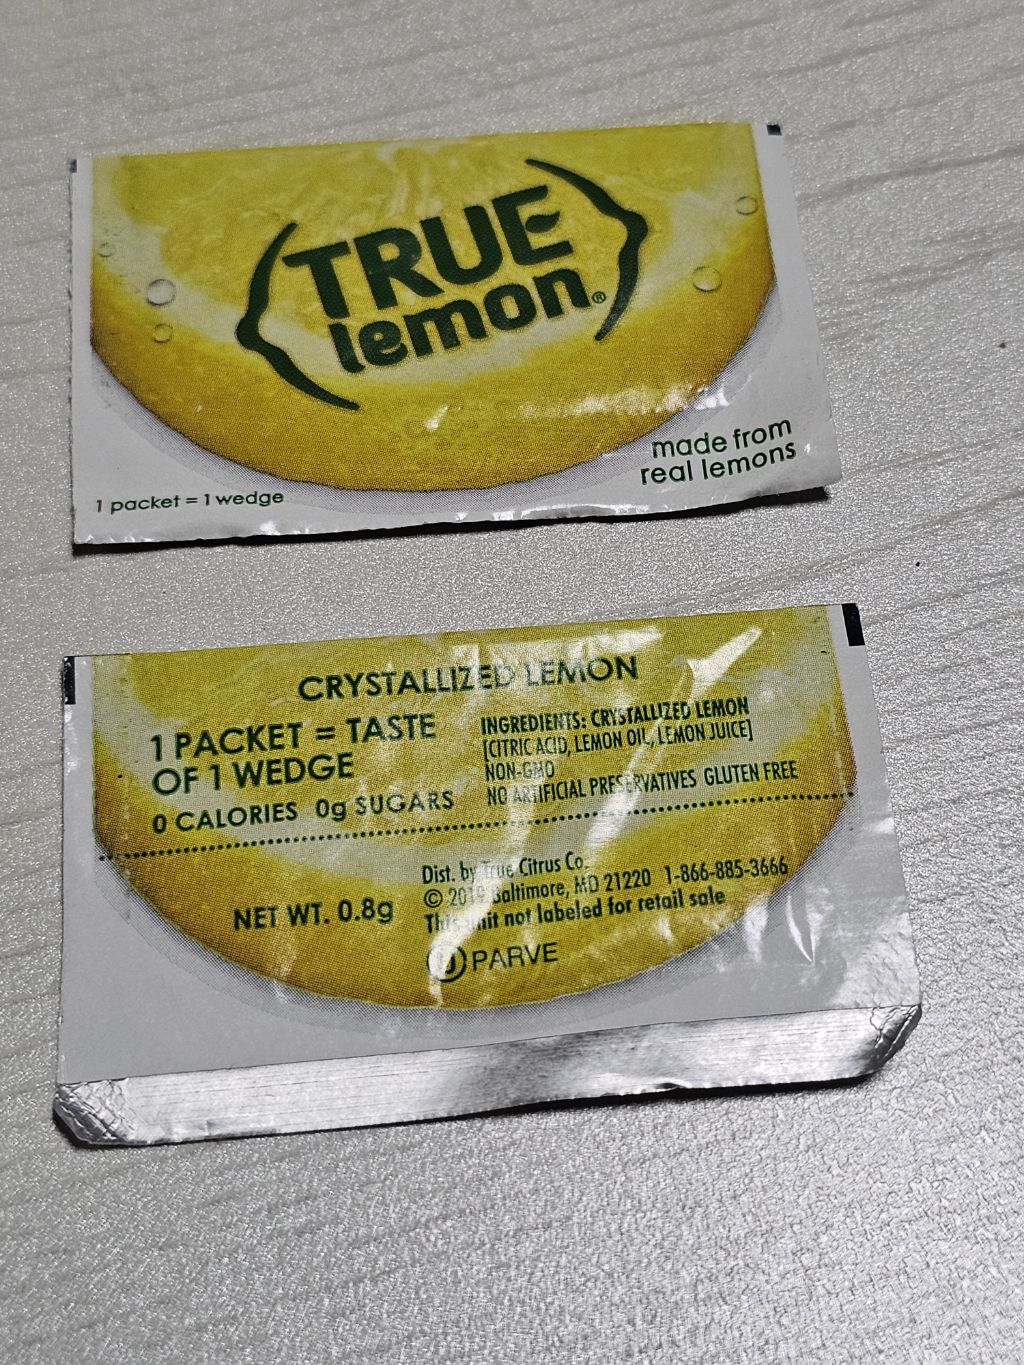 TRUE
lemon®
made from
real lemons
1 packet = 1 wedge
CRYSTALLIZED LEMON
1 PACKET = TASTE
OF 1 WEDGE
0 CALORIES 0g SUGARS
INGREDIENTS: CRYSTALLIZED LEMON
[CITRIC ACID, LEMON OIL, LEMON JUICE]
NON-GMO
NO ARTIFICIAL PRESERVATIVES GLUTEN FREE
NET WT. 0.8g
Dist. by True Citrus Co.
© Baltimore, MD 21220 1-866-885-3666
This unit not labeled for retail sale
U PARVE